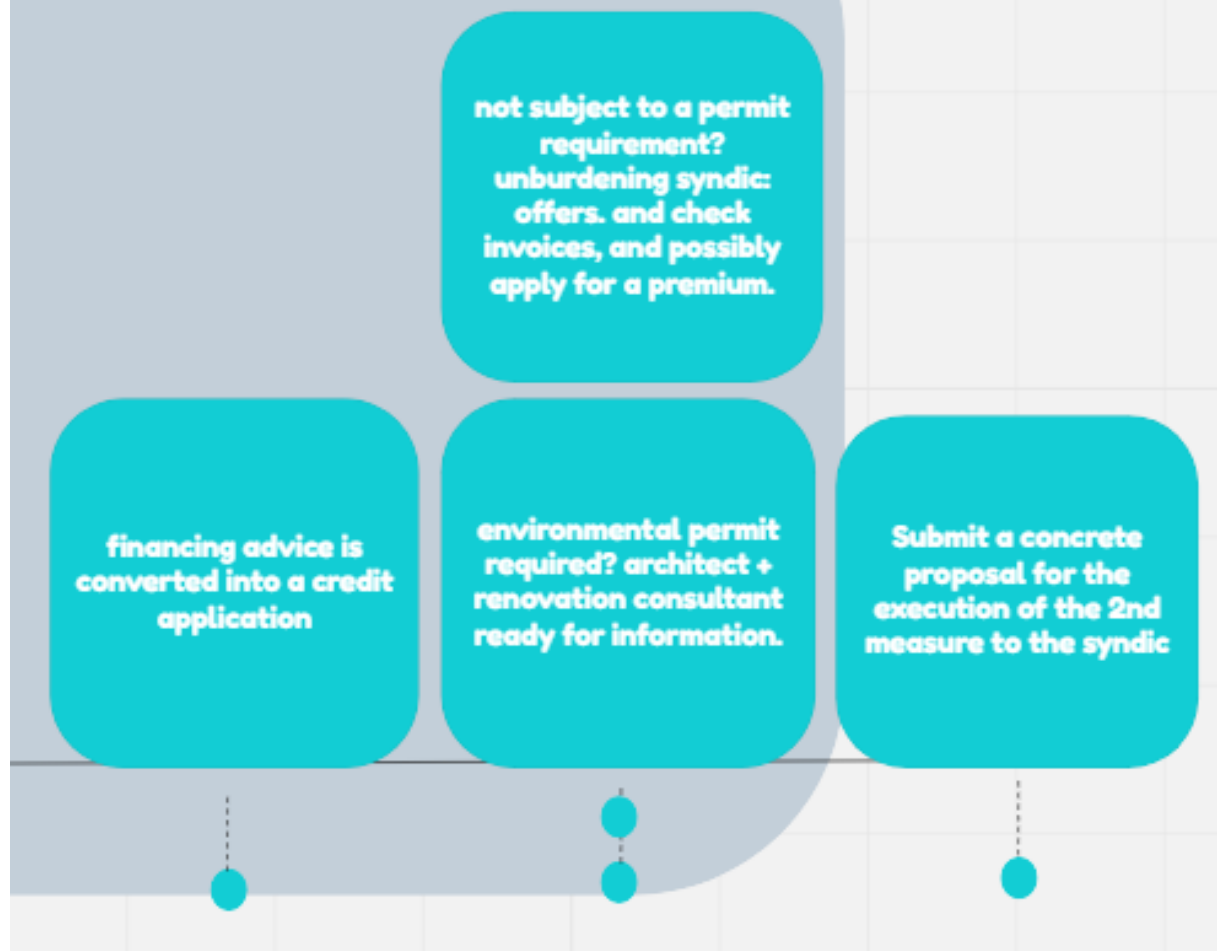 not subject to a permit
requirement?
unburdening syndic:
offers. and check
invoices, and possibly
apply for a premium.
financing advice is
converted into a credit
application
environmental permit
required? architect +
renovation consultant
ready for information.
Submit a concrete
proposal for the
execution of the 2nd
measure to the syndic